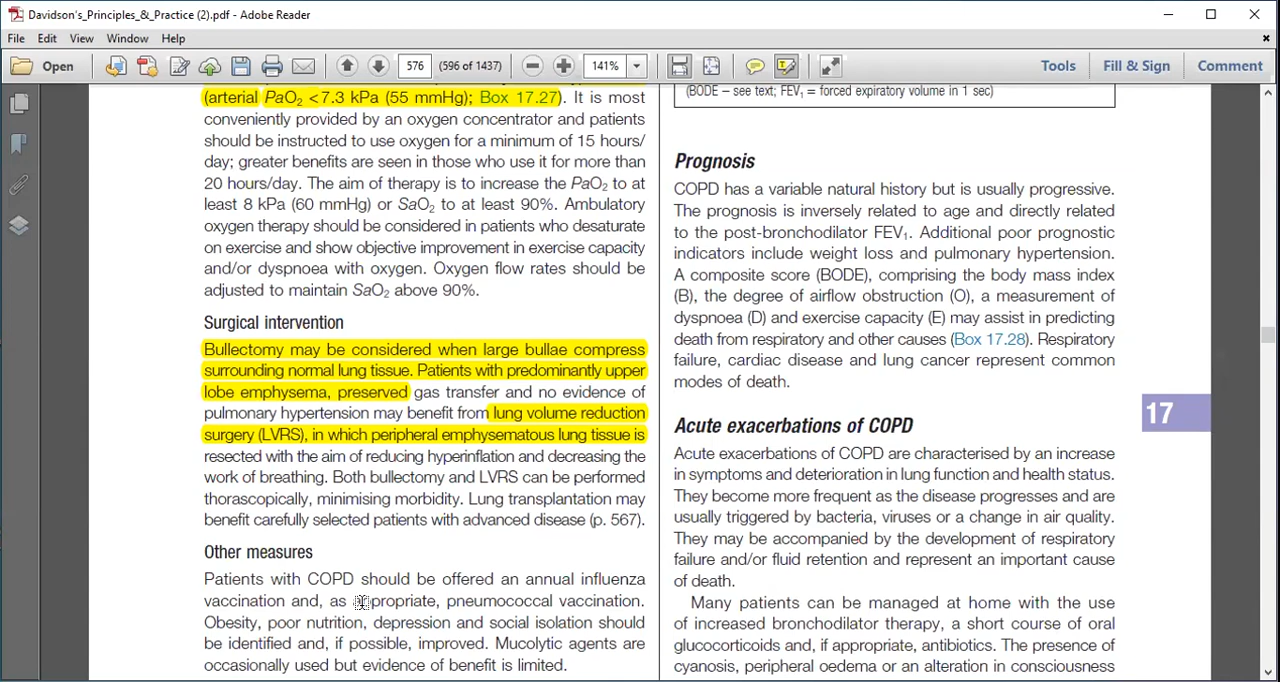 Davidson's_Principles_&_Practice (2).pdf - Adobe Reader
File Edit View Window Help
Open 576 (596 of 1437) 141% Tools Fill & Sign Comment
(arterial PaO₂ <7.3 kPa (55 mmHg); Box 17.27). It is most
conveniently provided by an oxygen concentrator and patients
should be instructed to use oxygen for a minimum of 15 hours/
day; greater benefits are seen in those who use it for more than
20 hours/day. The aim of therapy is to increase the PaO₂ to at
least 8 kPa (60 mmHg) or SaO₂ to at least 90%. Ambulatory
oxygen therapy should be considered in patients who desaturate
on exercise and show objective improvement in exercise capacity
and/or dyspnoea with oxygen. Oxygen flow rates should be
adjusted to maintain SaO₂ above 90%.
Surgical intervention
Bullectomy may be considered when large bullae compress
surrounding normal lung tissue. Patients with predominantly upper
lobe emphysema, preserved gas transfer and no evidence of
pulmonary hypertension may benefit from lung volume reduction
surgery (LVRS), in which peripheral emphysematous lung tissue is
resected with the aim of reducing hyperinflation and decreasing the
work of breathing. Both bullectomy and LVRS can be performed
thorascopically, minimising morbidity. Lung transplantation may
benefit carefully selected patients with advanced disease (p. 567).
Other measures
Patients with COPD should be offered an annual influenza
vaccination and, as appropriate, pneumococcal vaccination.
Obesity, poor nutrition, depression and social isolation should
be identified and, if possible, improved. Mucolytic agents are
occasionally used but evidence of benefit is limited.
(BODE – see text; FEV₁ = forced expiratory volume in 1 sec)
Prognosis
COPD has a variable natural history but is usually progressive.
The prognosis is inversely related to age and directly related
to the post-bronchodilator FEV₁. Additional poor prognostic
indicators include weight loss and pulmonary hypertension.
A composite score (BODE), comprising the body mass index
(B), the degree of airflow obstruction (O), a measurement of
dyspnoea (D) and exercise capacity (E) may assist in predicting
death from respiratory and other causes (Box 17.28). Respiratory
failure, cardiac disease and lung cancer represent common
modes of death.
Acute exacerbations of COPD
Acute exacerbations of COPD are characterised by an increase
in symptoms and deterioration in lung function and health status.
They become more frequent as the disease progresses and are
usually triggered by bacteria, viruses or a change in air quality.
They may be accompanied by the development of respiratory
failure and/or fluid retention and represent an important cause
of death.
Many patients can be managed at home with the use
of increased bronchodilator therapy, a short course of oral
glucocorticoids and, if appropriate, antibiotics. The presence of
cyanosis, peripheral oedema or an alteration in consciousness
17